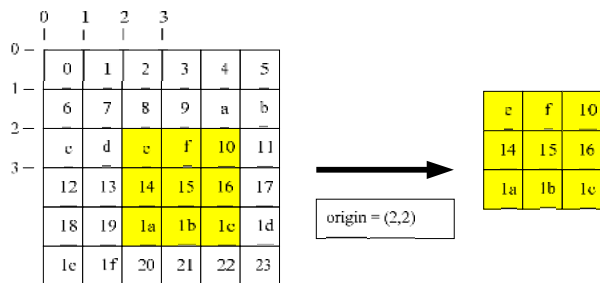 0 1 2 3
0
0 1 2 3 4 5
1
6 7 8 9 a b
2
c d e f 10 11
3
12 13 14 15 16 17
18 19 1a 1b 1c 1d
1e 1f 20 21 22 23
origin = (2,2)
e f 10
14 15 16
1a 1b 1c